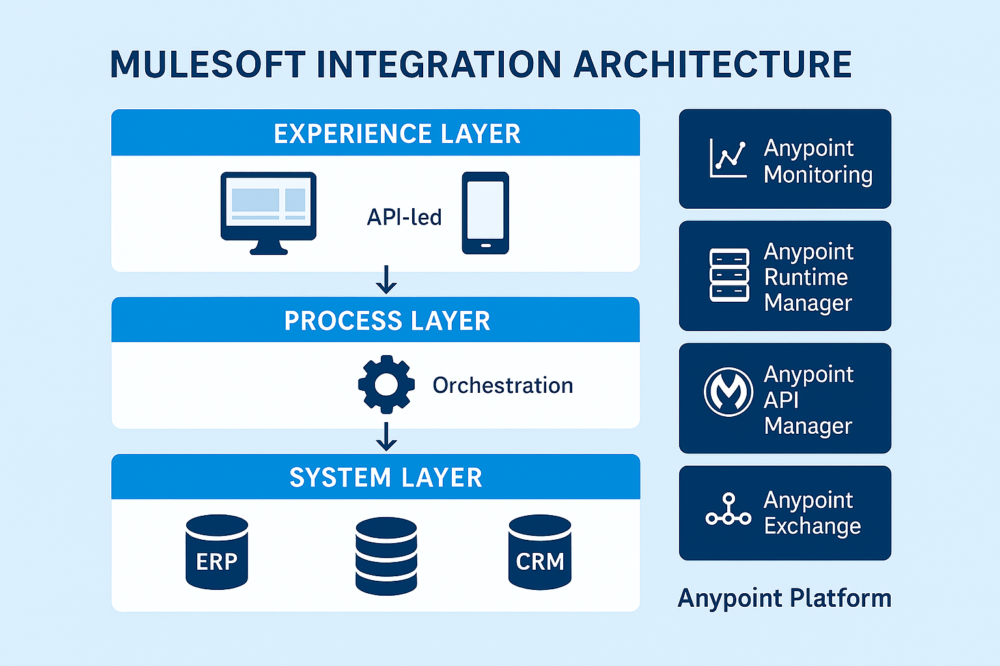 MULESOFT INTEGRATION ARCHITECTURE
EXPERIENCE LAYER
API-led
PROCESS LAYER
Orchestration
SYSTEM LAYER
ERP
CRM
Anypoint
Monitoring
Anypoint
Runtime
Manager
Anypoint
API
Manager
Anypoint
Exchange
Anypoint Platform